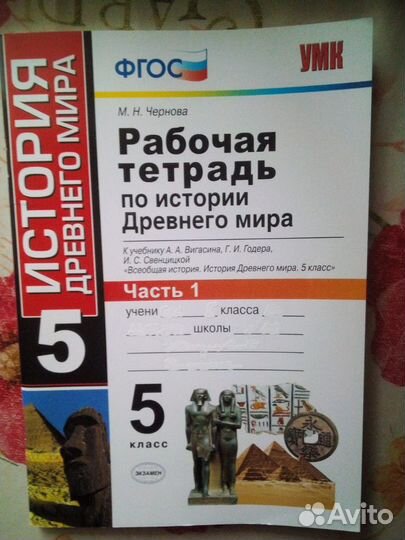 ФГОС
УМК
М. Н. Чернова
Рабочая
тетрадь
по истории
Древнего мира
К учебнику А. А. Вигасина, Г. И. Годера,
И. С. Свенцицкой
«Всеобщая история. История Древнего мира. 5 класс»
Часть 1
учени класса
школы
5
класс
ЭКЗАМЕН
ИСТОРИЯ
ДРЕВНЕГО МИРА
5
Avito